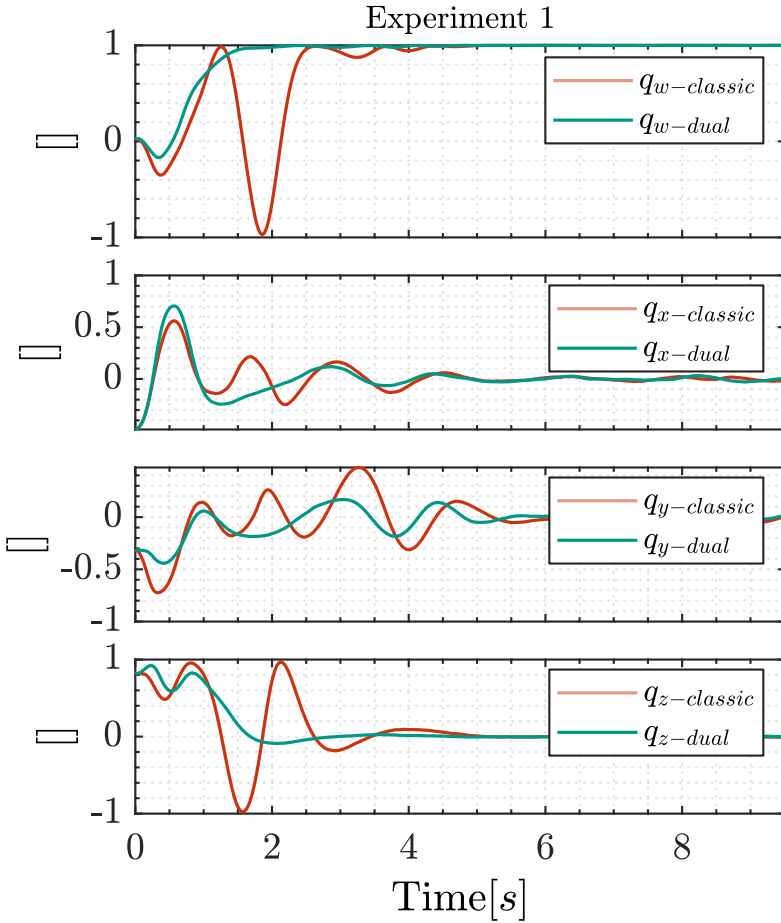 Experiment 1
1
0
-1
[]
q_{w-classic}
q_{w-dual}
1
0.5
0
[]
q_{x-classic}
q_{x-dual}
0
-0.5
-1
[]
q_{y-classic}
q_{y-dual}
1
0
-1
[]
q_{z-classic}
q_{z-dual}
0 2 4 6 8
Time[s]